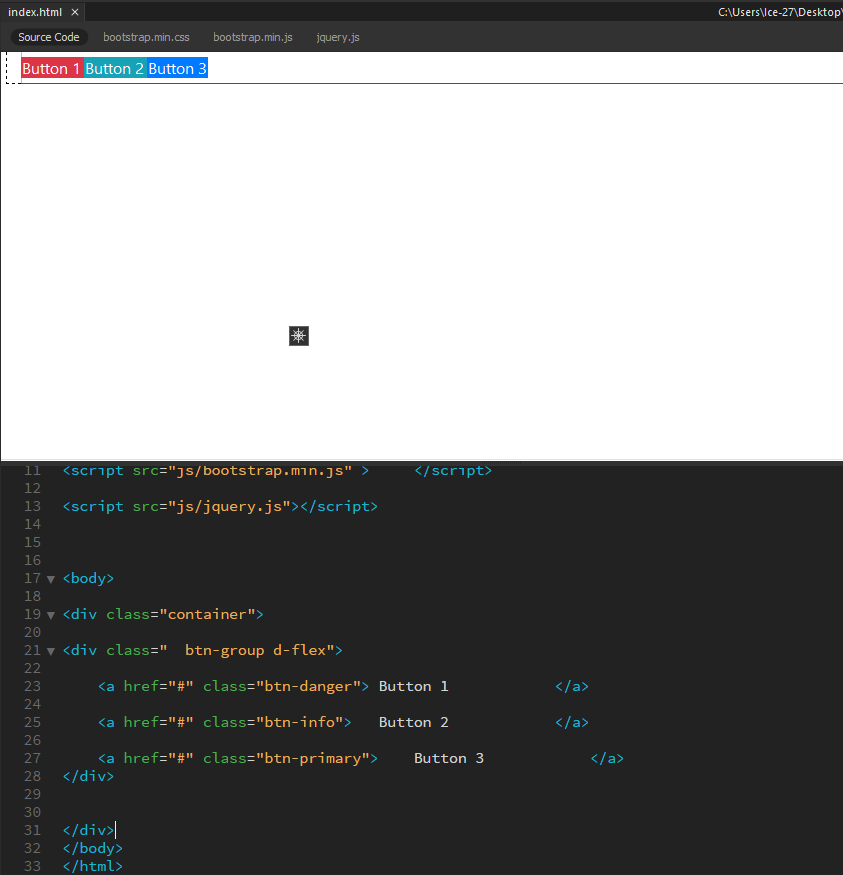 index.html ×
C:\Users\Ice-27\Desktop\
Source Code bootstrap.min.css bootstrap.min.js jquery.js
Button 1 Button 2 Button 3
11 <script src="js/bootstrap.min.js" > </script>
12
13 <script src="js/jquery.js"></script>
14
15
16
17 ▼ <body>
18
19 ▼ <div class="container">
20
21 ▼ <div class="  btn-group d-flex">
22
23 <a href="#" class="btn-danger"> Button 1 </a>
24
25 <a href="#" class="btn-info"> Button 2 </a>
26
27 <a href="#" class="btn-primary"> Button 3 </a>
28 </div>
29
30
31 </div>
32 </body>
33 </html>